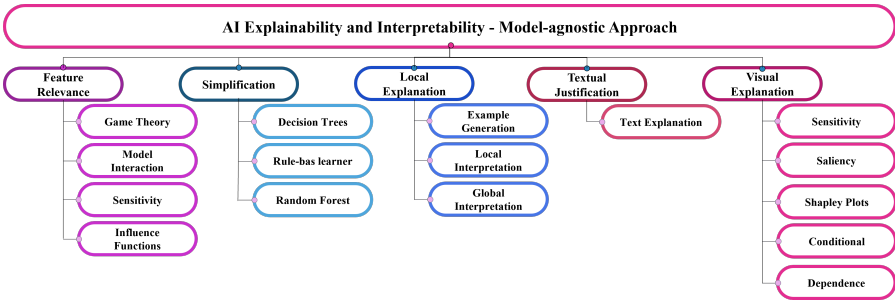 AI Explainability and Interpretability - Model-agnostic Approach
Feature
Relevance
Simplification
Local
Explanation
Textual
Justification
Visual
Explanation
Game Theory
Model
Interaction
Sensitivity
Influence
Functions
Decision Trees
Rule-bas learner
Random Forest
Example
Generation
Local
Interpretation
Global
Interpretation
Text Explanation
Sensitivity
Saliency
Shapley Plots
Conditional
Dependence